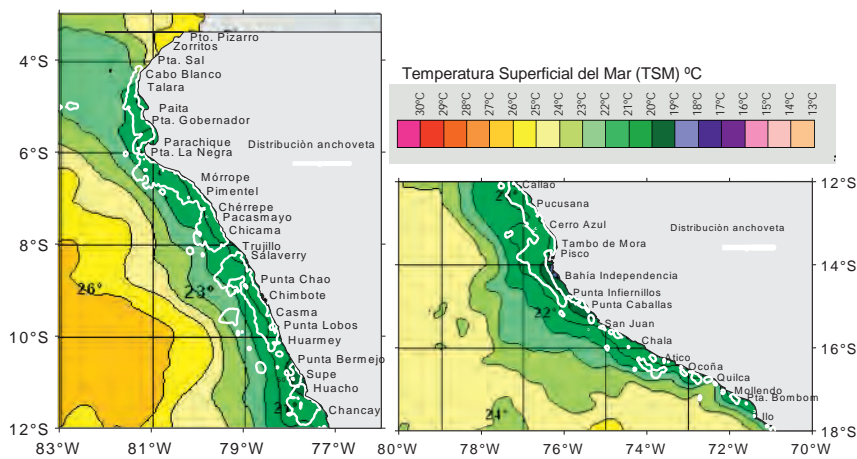 4°S
6°S
8°S
10°S
12°S
83°W
81°W
79°W
77°W
Pto. Pizarro
Zorritos
Pta. Sal
Cabo Blanco
Talara
Paita
Pta. Gobernador
Parachique
Pta. La Negra
Distribuciòn anchoveta
Mórrope
Pimentel
Chérrepe
Pacasmayo
Chicama
Trujillo
Salaverry
Punta Chao
Chimbote
Casma
Punta Lobos
Huarmey
Punta Bermejo
Supe
Huacho
Chancay
26°
23°
Temperatura Superficial del Mar (TSM) ºC
30°C
29°C
28°C
27°C
26°C
25°C
24°C
23°C
22°C
21°C
20°C
19°C
18°C
17°C
16°C
15°C
14°C
13°C
Callao
Pucusana
Cerro Azul
Distribuciòn anchoveta
Tambo de Mora
Pisco
Bahía Independencia
Punta Infiernillos
Punta Caballas
San Juan
Chala
Atico
Ocoña
Quilca
Mollendo
Pta. Bombom
Ilo
22°
24°
12°S
14°S
16°S
18°S
80°W
78°W
76°W
74°W
72°W
70°W